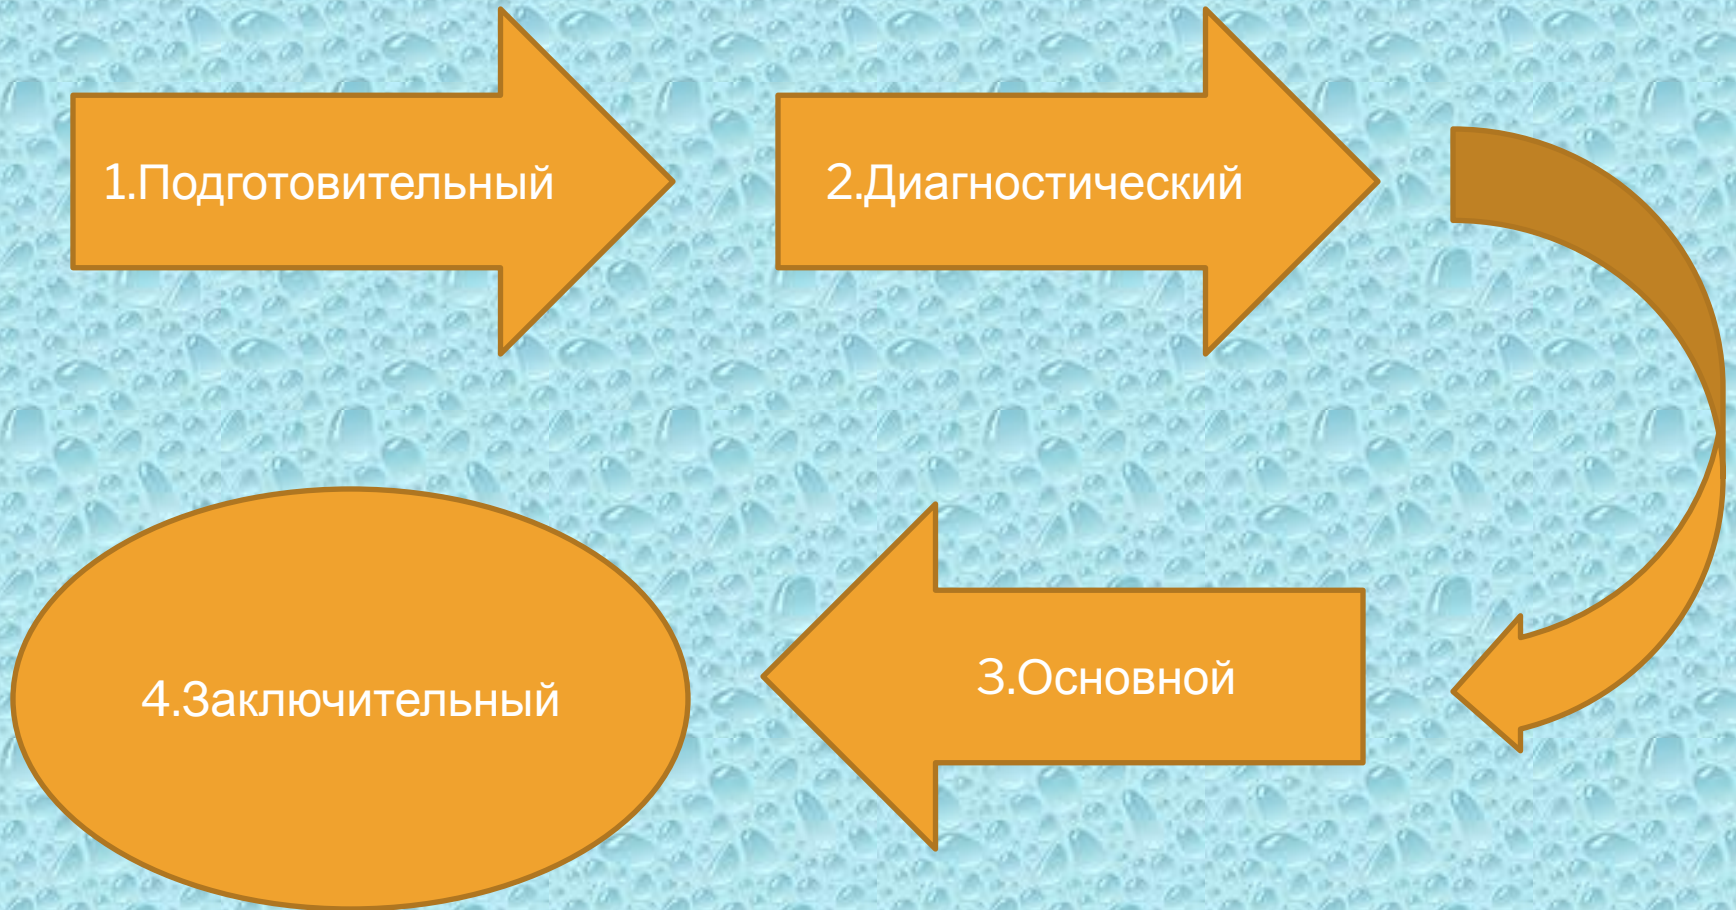 1.Подготовительный
2.Диагностический
3.Основной
4.Заключительный